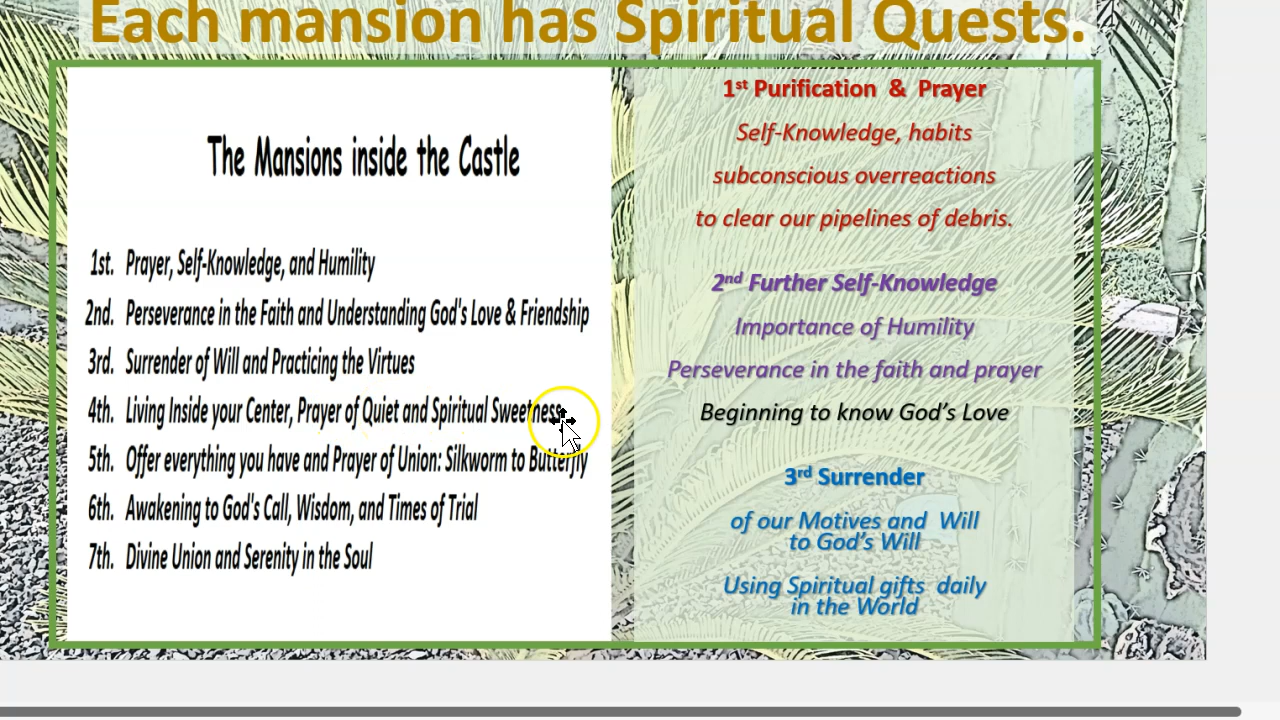 Each mansion has Spiritual Quests.
The Mansions inside the Castle
1st. Prayer, Self-Knowledge, and Humility
2nd. Perseverance in the Faith and Understanding God's Love & Friendship
3rd. Surrender of Will and Practicing the Virtues
4th. Living Inside your Center, Prayer of Quiet and Spiritual Sweetness
5th. Offer everything you have and Prayer of Union: Silkworm to Butterfly
6th. Awakening to God's Call, Wisdom, and Times of Trial
7th. Divine Union and Serenity in the Soul
1st Purification & Prayer
Self-Knowledge, habits
subconscious overreactions
to clear our pipelines of debris.
2nd Further Self-Knowledge
Importance of Humility
Perseverance in the faith and prayer
Beginning to know God’s Love
3rd Surrender
of our Motives and Will
to God’s Will
Using Spiritual gifts daily
in the World